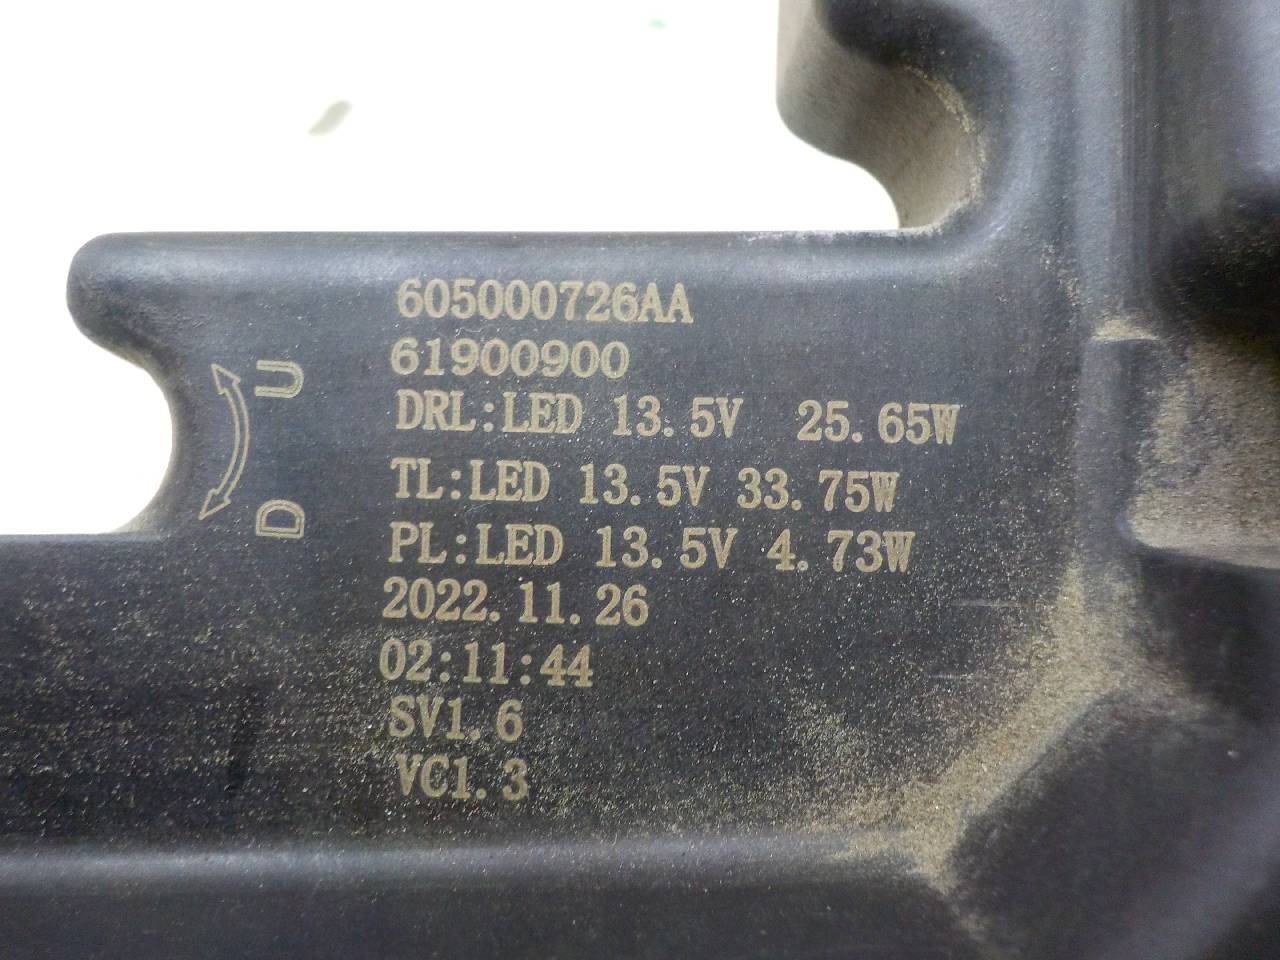 605000726AA
61900900
DRL:LED 13.5V 25.65W
TL:LED 13.5V 33.75W
PL:LED 13.5V 4.73W
2022.11.26
02:11:44
SV1.6
VC1.3
U
D